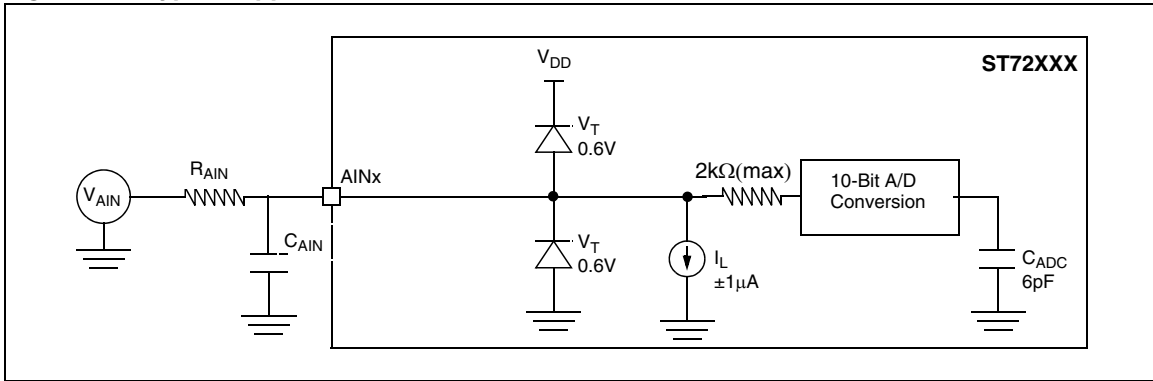 ST72XXX
V_DD
V_T
0.6V
R_AIN
AINx
2kΩ(max)
10-Bit A/D
Conversion
V_AIN
C_AIN
V_T
0.6V
I_L
±1μA
C_ADC
6pF